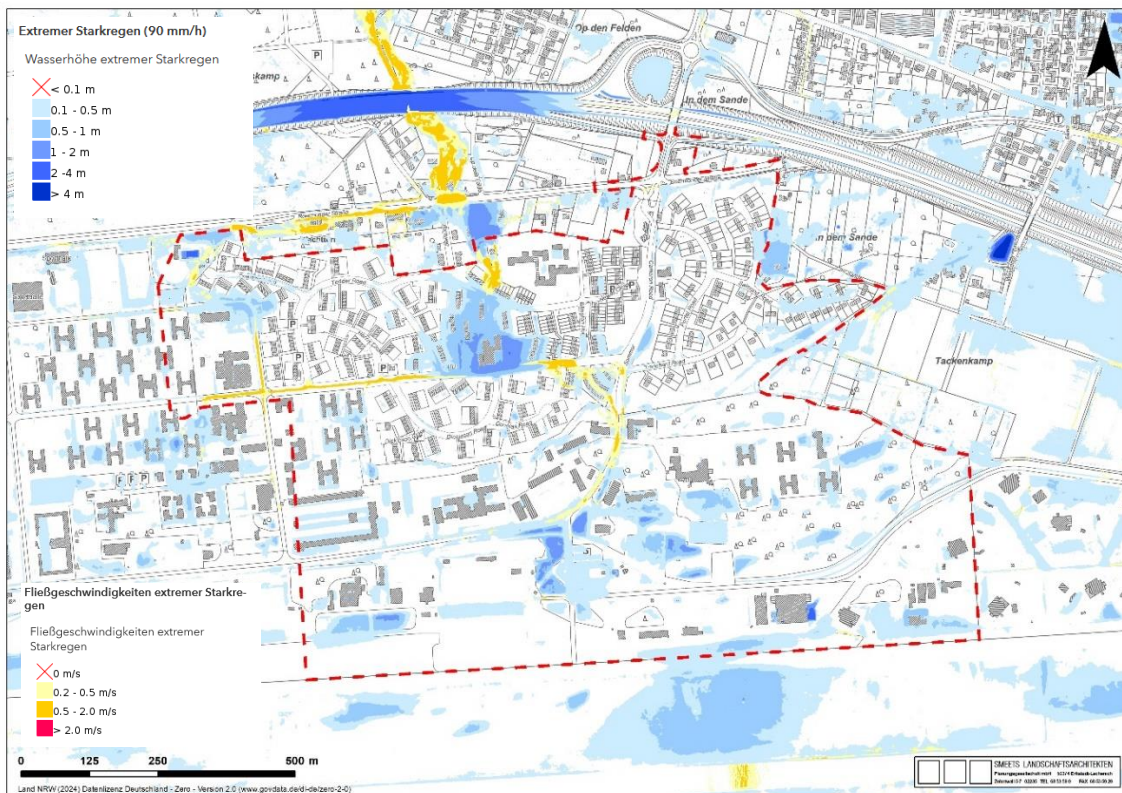 Extremer Starkregen (90 mm/h)
Wasserhöhe extremer Starkregen
< 0.1 m
0.1 - 0.5 m
0.5 - 1 m
1 - 2 m
2 -4 m
> 4 m
Op den Felden
kamp
In dem Sande
n dem Sande
Tackenkamp
P
P
P
P
F F P
Fließgeschwindigkeiten extremer Starkre-
gen
Fließgeschwindigkeiten extremer
Starkregen
0 m/s
0.2 - 0.5 m/s
0.5 - 2.0 m/s
> 2.0 m/s
0 125 250 500 m
Land NRW (2024) Datenlizenz Deutschland - Zero - Version 2.0 (www.govdata.de/dl-de/zero-2-0)
SMEETS LANDSCHAFTSARCHITEKTEN